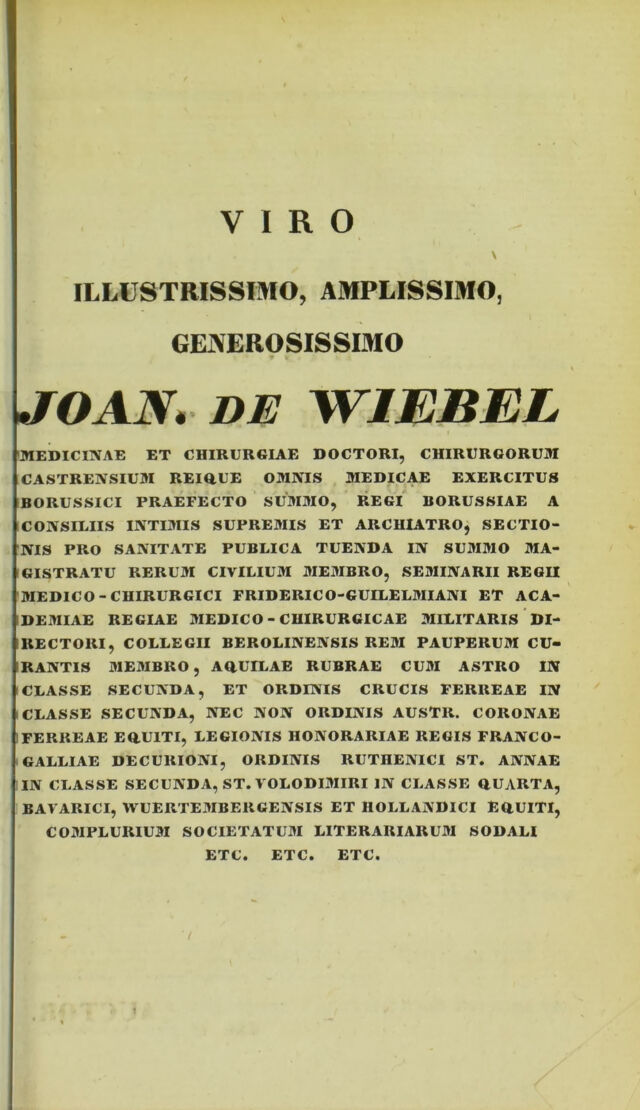 VIRO
ILLUSTRISSIMO, AMPLISSIMO,
GENEROSISSIMO
JOAN. DE WIEBEL
MEDICINAE ET CHIRURGIAE DOCTORI, CHIRURGORUM
CASTRENSIUM REIQUE OMNIS MEDICAE EXERCITUS
BORUSSICI PRAEFECTO SUMMO, REGI BORUSSIAE A
CONSILIIS INTIMIS SUPREMIS ET ARCHIATRO, SECTIO-
NIS PRO SANITATE PUBLICA TUENDA IN SUMMO MA-
GISTRATU RERUM CIVILIUM MEMBRO, SEMINARII REGII
MEDICO-CHIRURGICI FRIDERICO-GUILELMIANI ET ACA-
DEMIAE REGIAE MEDICO-CHIRURGICAE MILITARIS DI-
RECTORI, COLLEGII BEROLINENSIS REM PAUPERUM CU-
RANTIS MEMBRO, AQUILAE RUBRAE CUM ASTRO IN
CLASSE SECUNDA, ET ORDINIS CRUCIS FERREAE IN
CLASSE SECUNDA, NEC NON ORDINIS AUSTR. CORONAE
FERREAE EQUITI, LEGIONIS HONORARIAE REGIS FRANCO-
GALLIAE DECURIONI, ORDINIS RUTHENICI ST. ANNAE
IN CLASSE SECUNDA, ST. VOLODIMIRI IN CLASSE QUARTA,
BAVARICI, WUERTEMBERGENSIS ET HOLLANDICI EQUITI,
COMPLURIUM SOCIETATUM LITERARIARUM SODALI
ETC. ETC. ETC.